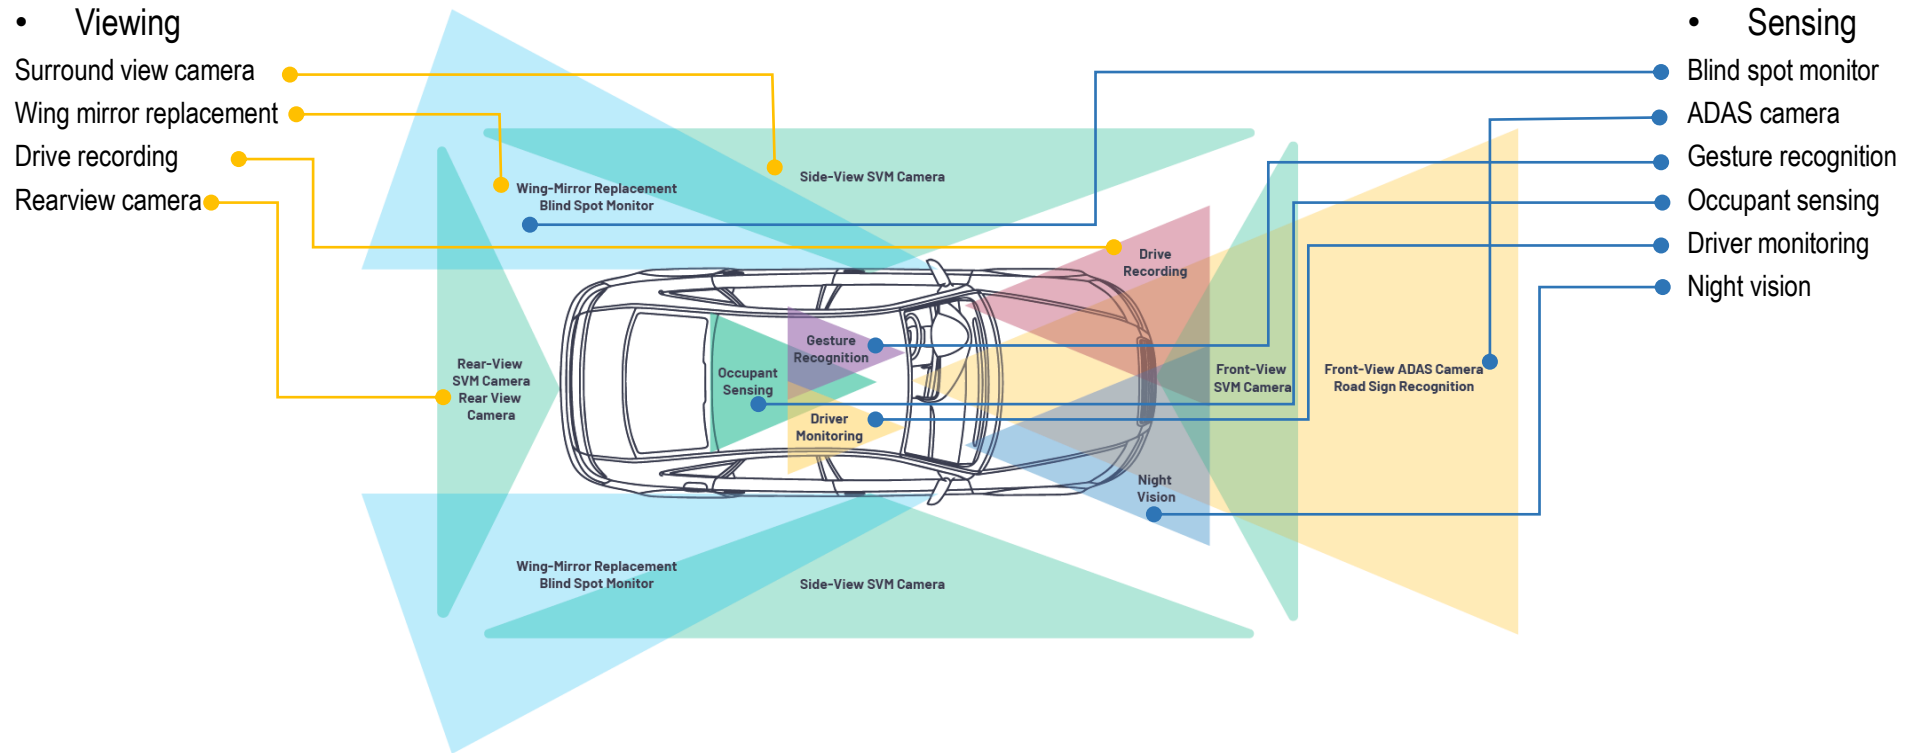 • Viewing
Surround view camera
Wing mirror replacement
Drive recording
Rearview camera
• Sensing
Blind spot monitor
ADAS camera
Gesture recognition
Occupant sensing
Driver monitoring
Night vision
Side-View SVM Camera
Wing-Mirror Replacement
Blind Spot Monitor
Drive
Recording
Gesture
Recognition
Rear-View
SVM Camera
Rear View
Camera
Occupant
Sensing
Front-View
SVM Camera
Front-View ADAS Camera
Road Sign Recognition
Driver
Monitoring
Night
Vision
Wing-Mirror Replacement
Blind Spot Monitor
Side-View SVM Camera